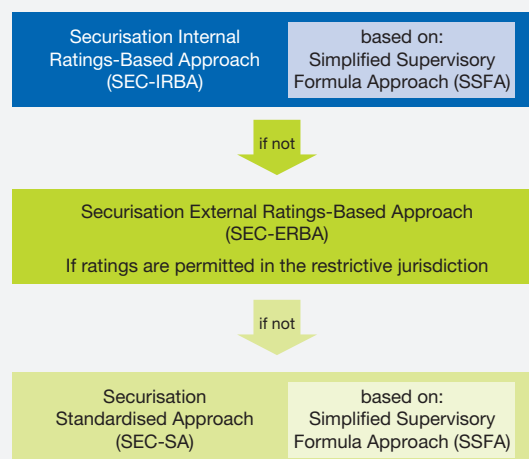 Securisation Internal
Ratings-Based Approach
(SEC-IRBA)
based on:
Simplified Supervisory
Formula Approach (SSFA)
if not
Securisation External Ratings-Based Approach
(SEC-ERBA)
If ratings are permitted in the restrictive jurisdiction
if not
Securisation
Standardised Approach
(SEC-SA)
based on:
Simplified Supervisory
Formula Approach (SSFA)